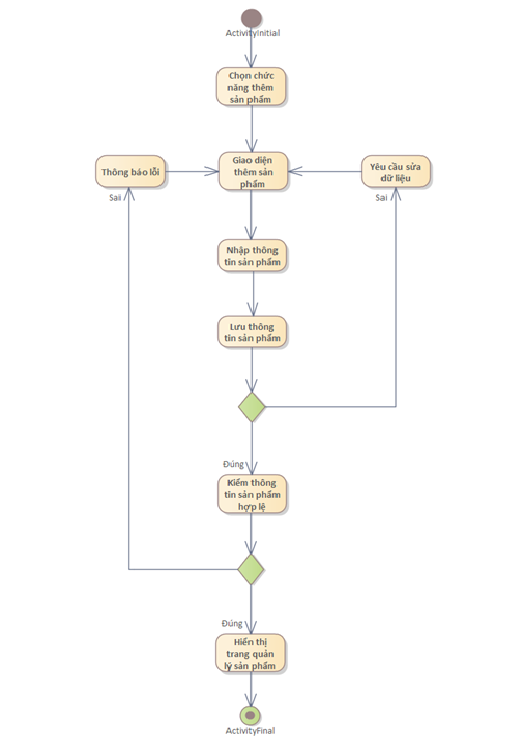 ActivityInitial
Chọn chức
năng thêm
sản phẩm
Thông báo lỗi
Giao diện
thêm sản
phẩm
Yêu cầu sửa
dữ liệu
Sai
Sai
Nhập thông
tin sản phẩm
Lưu thông
tin sản phẩm
Đúng
Kiểm thông
tin sản phẩm
hợp lệ
Đúng
Hiển thị
trang quản
lý sản phẩm
ActivityFinal